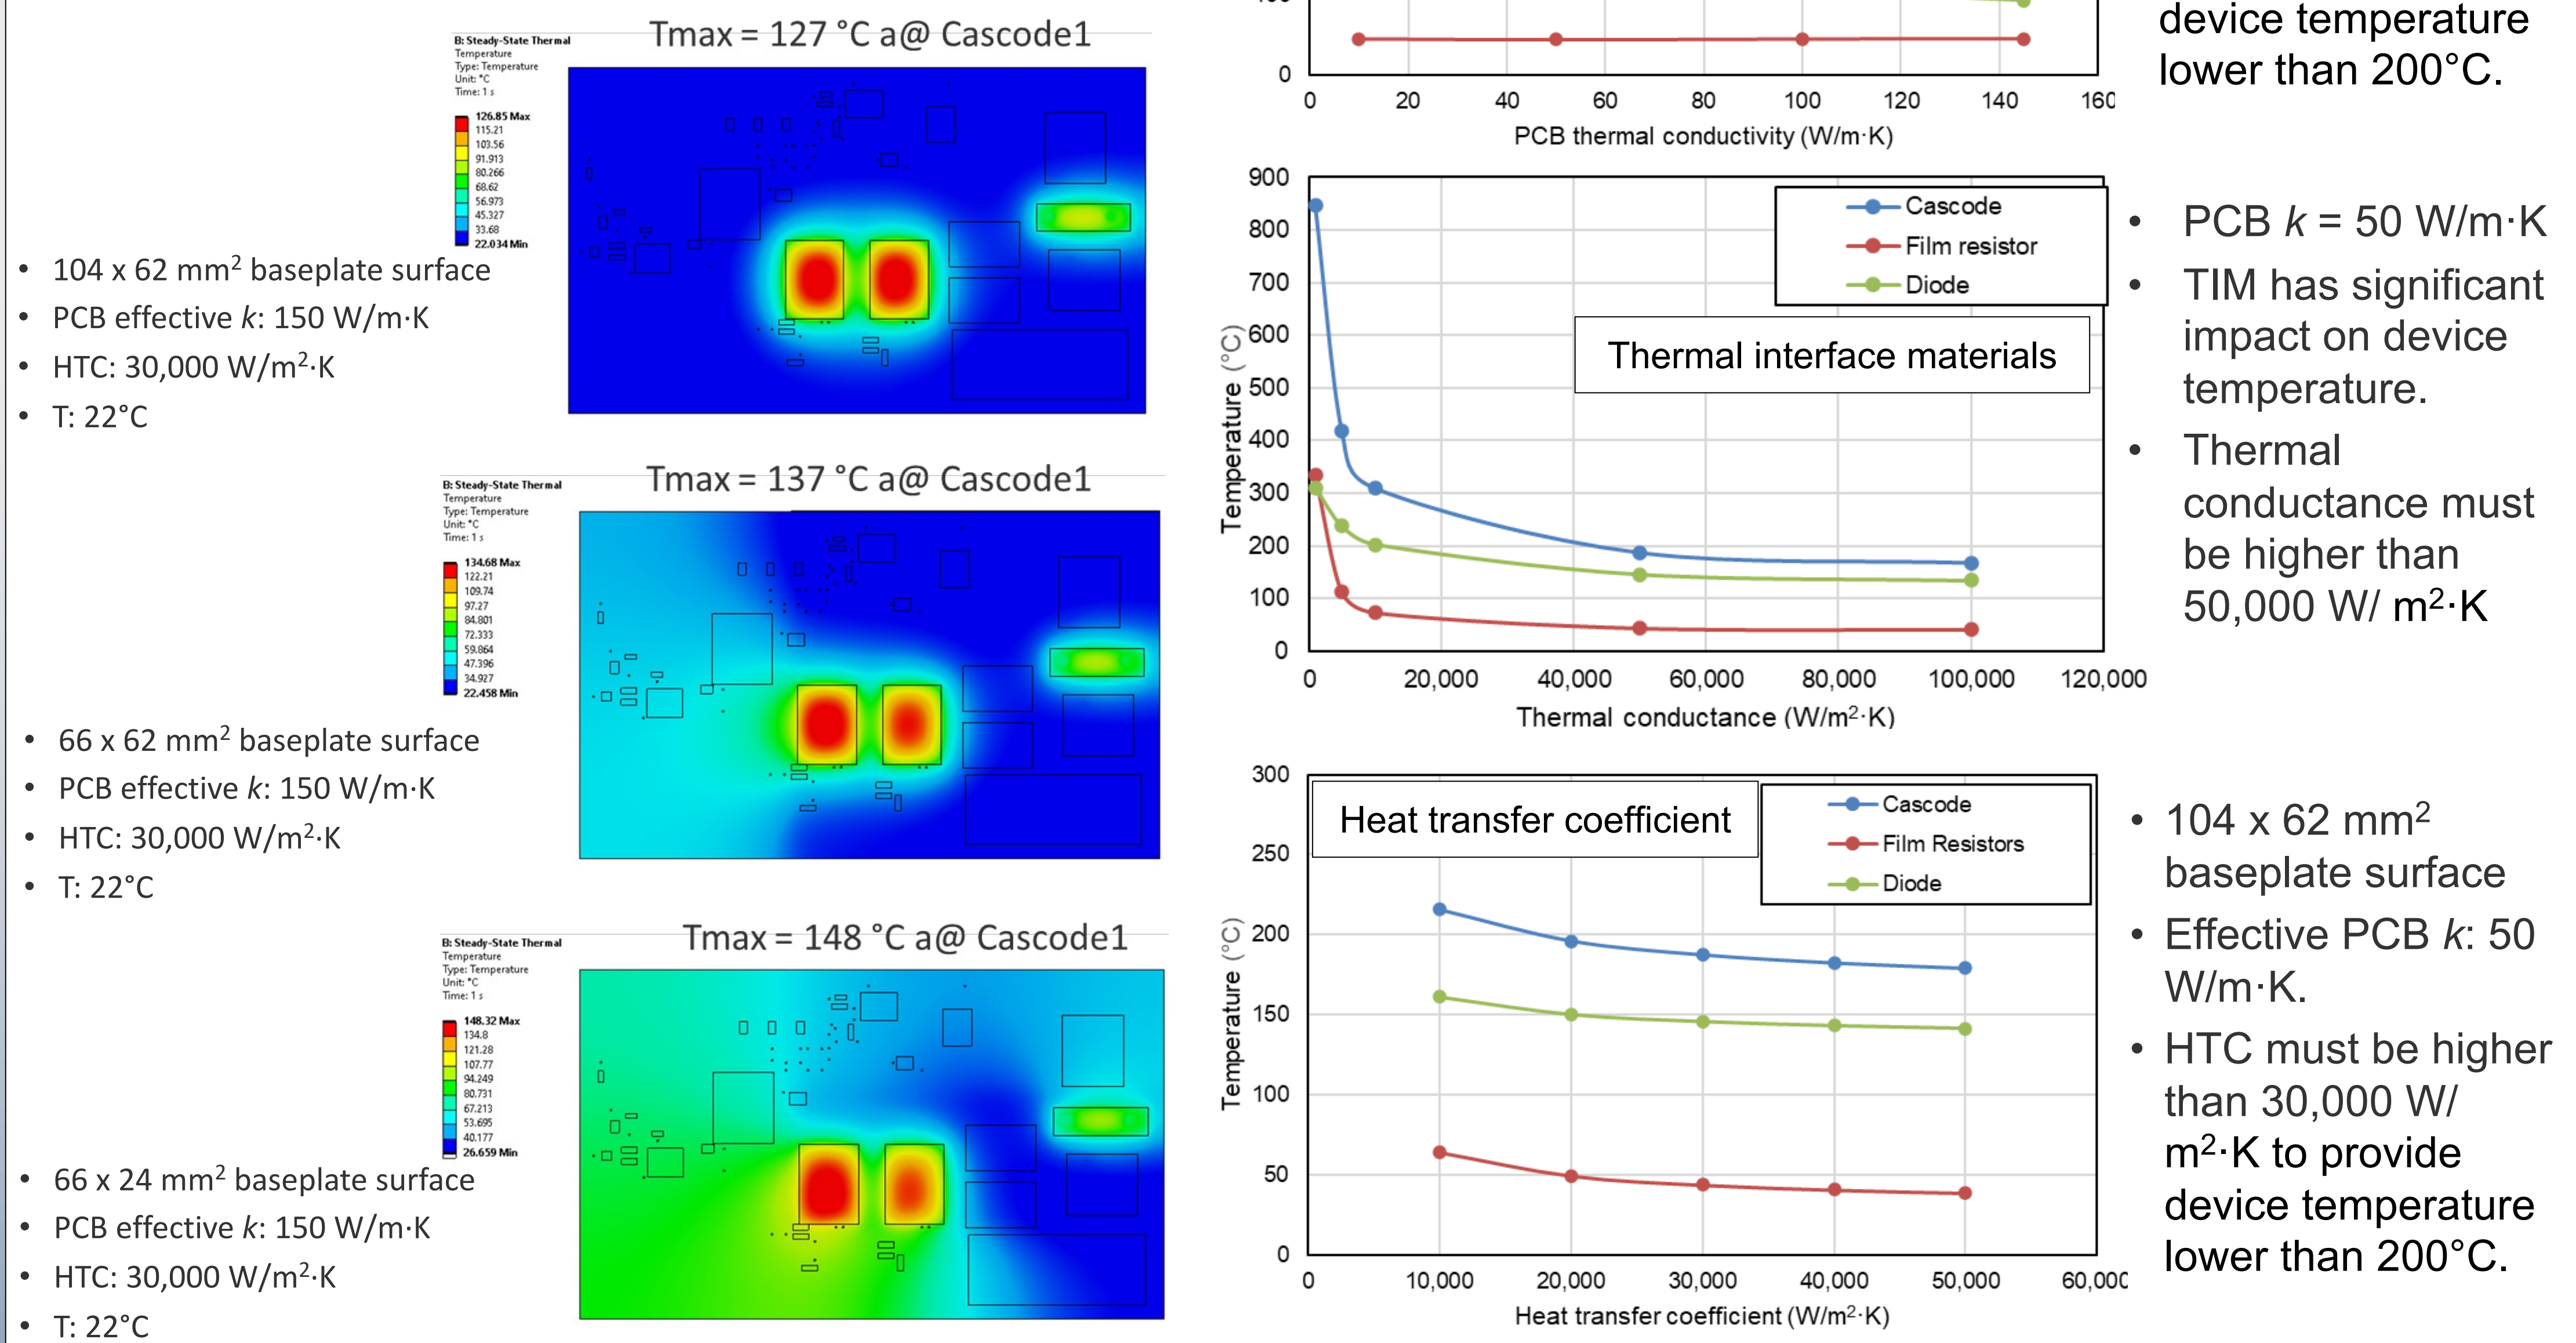 Tmax = 127 °C a@ Cascode1
B: Steady-State Thermal
Temperature
Type: Temperature
Unit: °C
Time: 1 s
126.85 Max
115.21
103.56
91.913
80.266
68.62
56.973
45.327
33.68
22.034 Min
• 104 x 62 mm² baseplate surface
• PCB effective k: 150 W/m·K
• HTC: 30,000 W/m²·K
• T: 22°C
Tmax = 137 °C a@ Cascode1
B: Steady-State Thermal
Temperature
Type: Temperature
Unit: °C
Time: 1 s
134.68 Max
122.21
109.74
97.27
84.801
72.333
59.864
47.396
34.927
22.458 Min
• 66 x 62 mm² baseplate surface
• PCB effective k: 150 W/m·K
• HTC: 30,000 W/m²·K
• T: 22°C
Tmax = 148 °C a@ Cascode1
B: Steady-State Thermal
Temperature
Type: Temperature
Unit: °C
Time: 1 s
148.32 Max
134.8
121.28
107.77
94.249
80.731
67.213
53.695
40.177
26.659 Min
• 66 x 24 mm² baseplate surface
• PCB effective k: 150 W/m·K
• HTC: 30,000 W/m²·K
• T: 22°C
0
0 20 40 60 80 100 120 140 160
PCB thermal conductivity (W/m·K)
device temperature
lower than 200°C.
900
800
700
600
500
400
300
200
100
0
Temperature (°C)
Cascode
Film resistor
Diode
Thermal interface materials
0 20,000 40,000 60,000 80,000 100,000 120,000
Thermal conductance (W/m²·K)
• PCB k = 50 W/m·K
• TIM has significant
impact on device
temperature.
• Thermal
conductance must
be higher than
50,000 W/ m²·K
300
250
200
150
100
50
0
Temperature (°C)
Heat transfer coefficient
Cascode
Film Resistors
Diode
0 10,000 20,000 30,000 40,000 50,000 60,000
Heat transfer coefficient (W/m²·K)
• 104 x 62 mm²
baseplate surface
• Effective PCB k: 50
W/m·K.
• HTC must be higher
than 30,000 W/
m²·K to provide
device temperature
lower than 200°C.